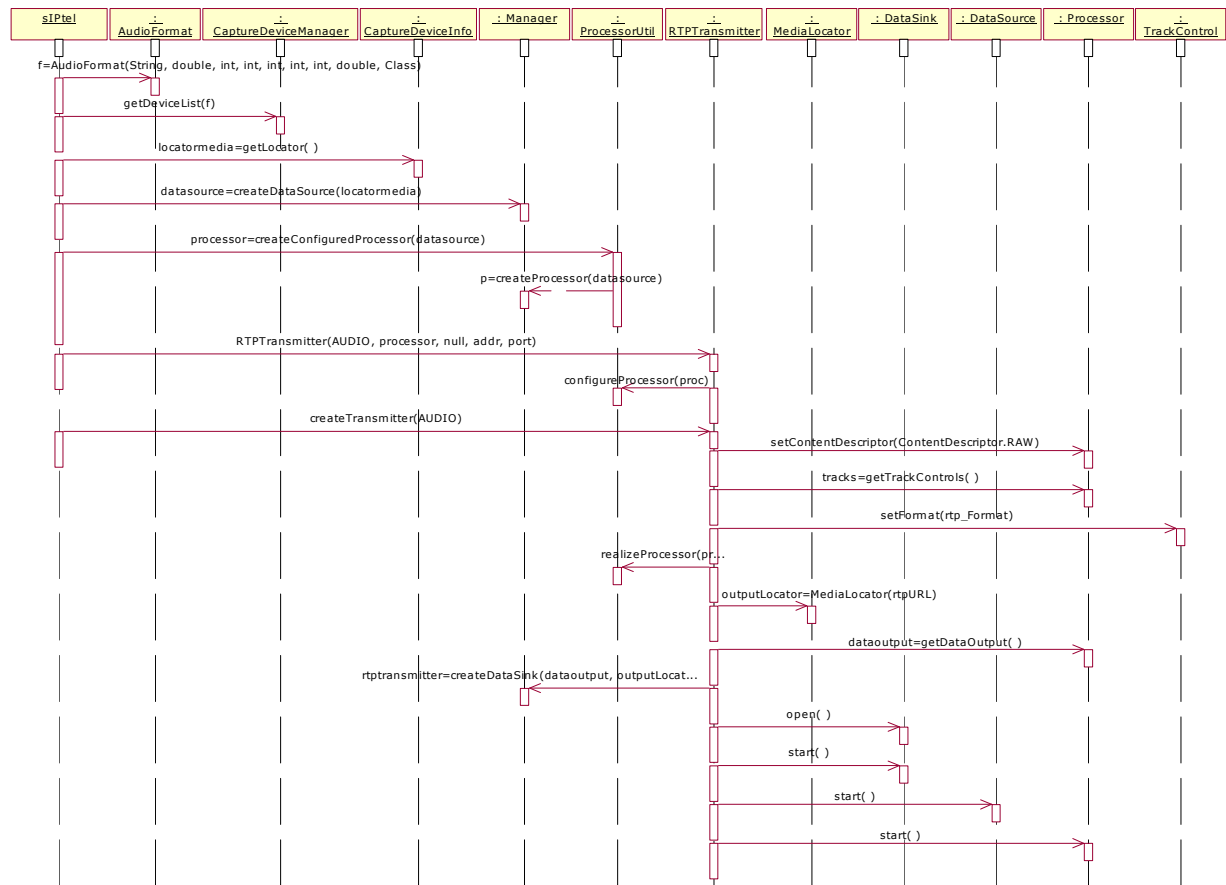 sIPtel
:
AudioFormat
:
CaptureDeviceManager
:
CaptureDeviceInfo
: Manager
:
ProcessorUtil
:
RTPTransmitter
:
MediaLocator
: DataSink
: DataSource
: Processor
:
TrackControl
f=AudioFormat(String, double, int, int, int, int, double, Class)
getDeviceList(f)
locatormedia=getLocator( )
datasource=createDataSource(locatormedia)
processor=createConfiguredProcessor(datasource)
p=createProcessor(datasource)
RTPTransmitter(AUDIO, processor, null, addr, port)
configureProcessor(proc)
createTransmitter(AUDIO)
setContentDescriptor(ContentDescriptor.RAW)
tracks=getTrackControls( )
setFormat(rtp_Format)
realizeProcessor(pr...
outputLocator=MediaLocator(rtpURL)
dataoutput=getDataOutput( )
rtptransmitter=createDataSink(dataoutput, outputLocat...
open( )
start( )
start( )
start( )